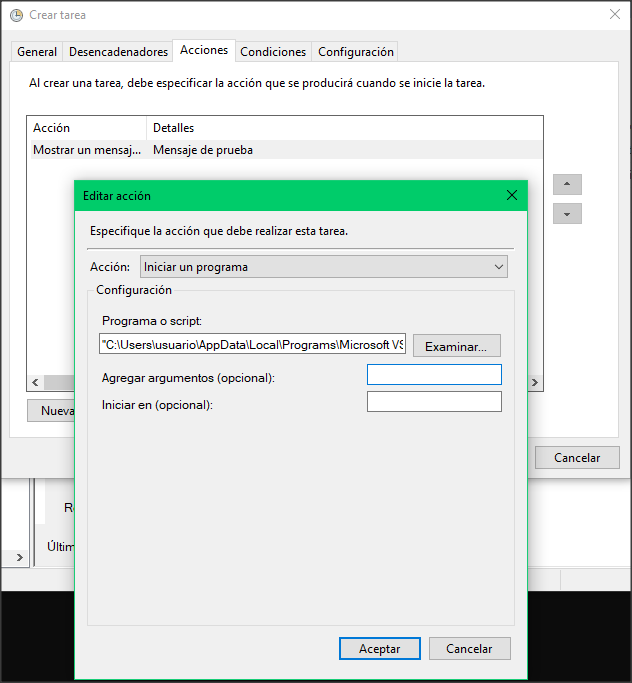 Crear tarea
General Desencadenadores Acciones Condiciones Configuración
Al crear una tarea, debe especificar la acción que se producirá cuando se inicie la tarea.
Acción Detalles
Mostrar un mensaj... Mensaje de prueba
Editar acción
Especifique la acción que debe realizar esta tarea.
Acción: Iniciar un programa
Configuración
Programa o script:
"C:\Users\usuario\AppData\Local\Programs\Microsoft VS
Examinar...
Agregar argumentos (opcional):
Iniciar en (opcional):
Aceptar Cancelar
Nueva
Cancelar
Últim